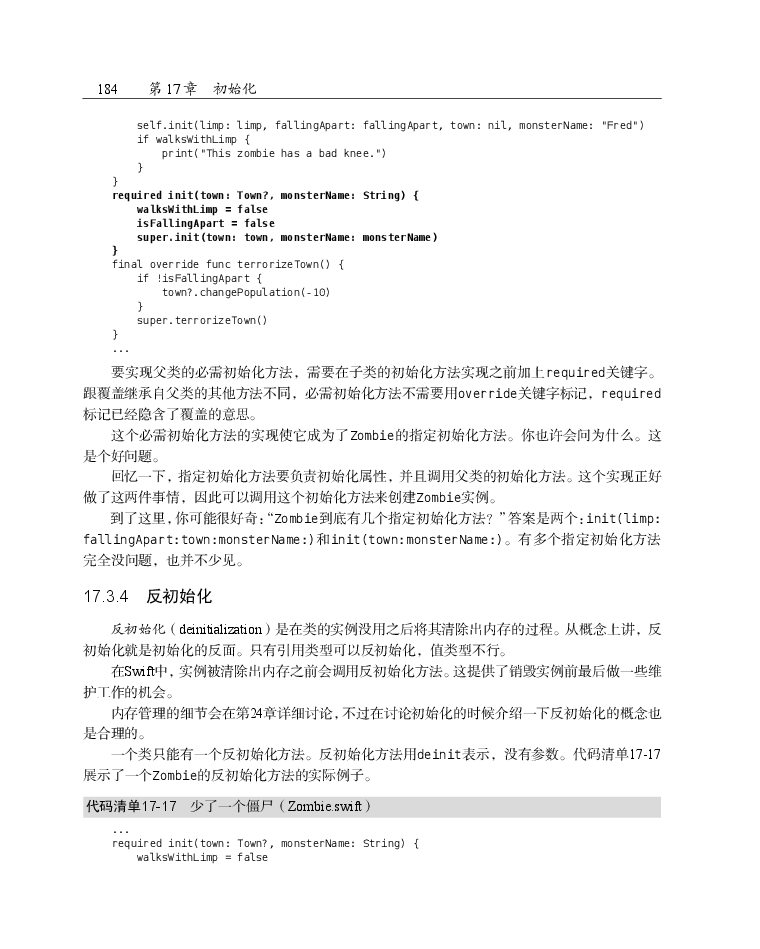 184 第 17 章 初始化
self.init(limp: limp, fallingApart: fallingApart, town: nil, monsterName: "Fred")
if walksWithLimp {
print("This zombie has a bad knee.")
}
}
required init(town: Town?, monsterName: String) {
walksWithLimp = false
isFallingApart = false
super.init(town: town, monsterName: monsterName)
}
final override func terrorizeTown() {
if !isFallingApart {
town?.changePopulation(-10)
}
super.terrorizeTown()
}
...
要实现父类的必需初始化方法，需要在子类的初始化方法实现之前加上required关键字。
跟覆盖继承自父类的其他方法不同，必需初始化方法不需要用override关键字标记，required
标记已经隐含了覆盖的意思。
这个必需初始化方法的实现使它成为了Zombie的指定初始化方法。你也许会问为什么。这
是个好问题。
回忆一下，指定初始化方法要负责初始化属性，并且调用父类的初始化方法。这个实现正好
做了这两件事情，因此可以调用这个初始化方法来创建Zombie实例。
到了这里，你可能很好奇：“Zombie到底有几个指定初始化方法？”答案是两个：init(limp:
fallingApart:town:monsterName:)和init(town:monsterName:)。有多个指定初始化方法
完全没问题，也并不少见。
17.3.4 反初始化
反初始化（deinitialization）是在类的实例没用之后将其清除出内存的过程。从概念上讲，反
初始化就是初始化的反面。只有引用类型可以反初始化，值类型不行。
在Swift中，实例被清除出内存之前会调用反初始化方法。这提供了销毁实例前最后做一些维
护工作的机会。
内存管理的细节会在第24章详细讨论，不过在讨论初始化的时候介绍一下反初始化的概念也
是合理的。
一个类只能有一个反初始化方法。反初始化方法用deinit表示，没有参数。代码清单17-17
展示了一个Zombie的反初始化方法的实际例子。
代码清单17-17 少了一个僵尸（Zombie.swift）
...
required init(town: Town?, monsterName: String) {
walksWithLimp = false